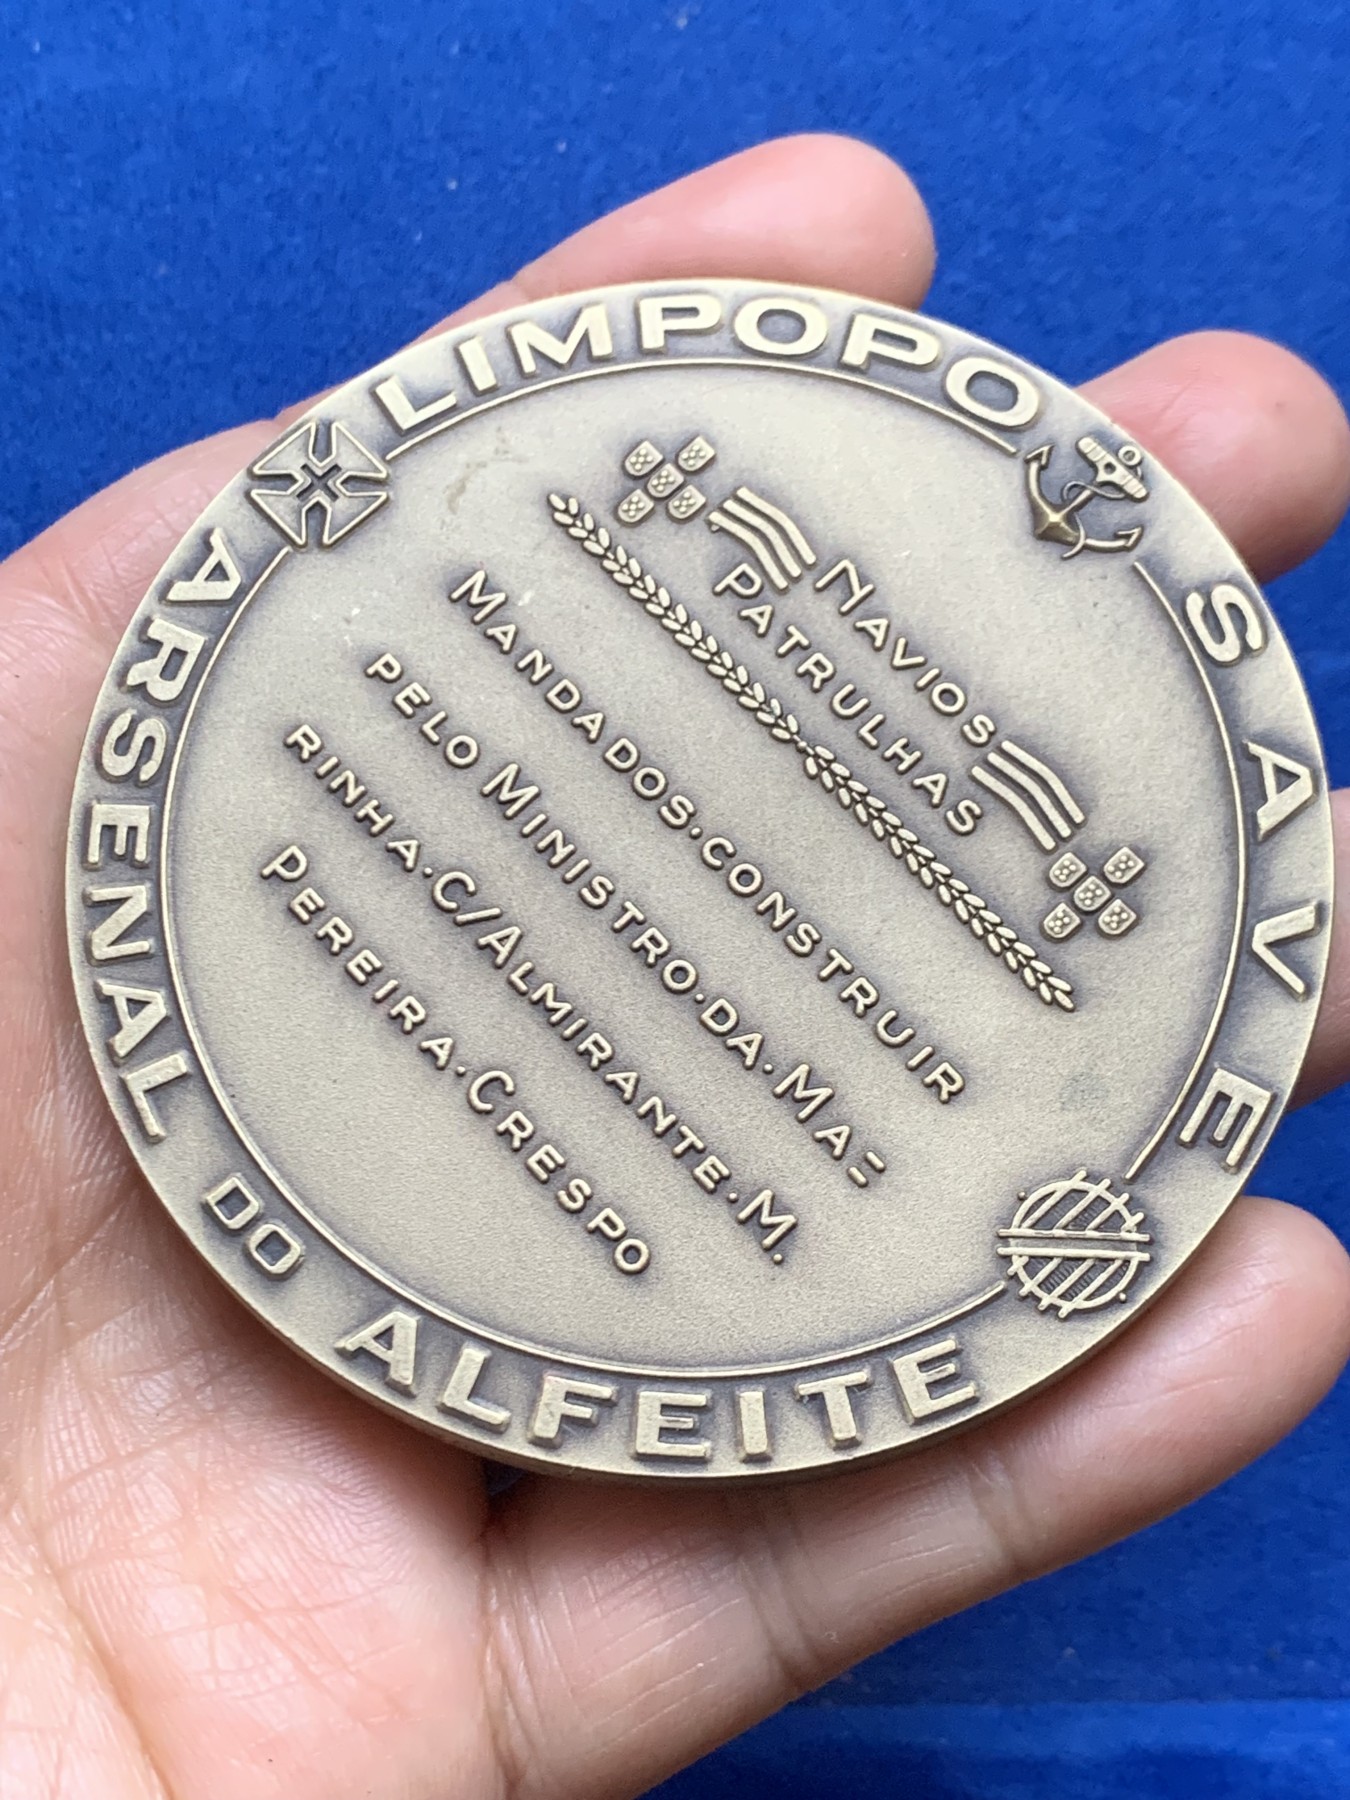 LIMPOPO
SAVE
ARSENAL DO ALFEITE
NAVIOS
PATRULHAS
MANDADOS·CONSTRUIR
PELO MINISTRO·DA·MA=
RINHA·C/ALMIRANTE·M.
PEREIRA·CRESPO